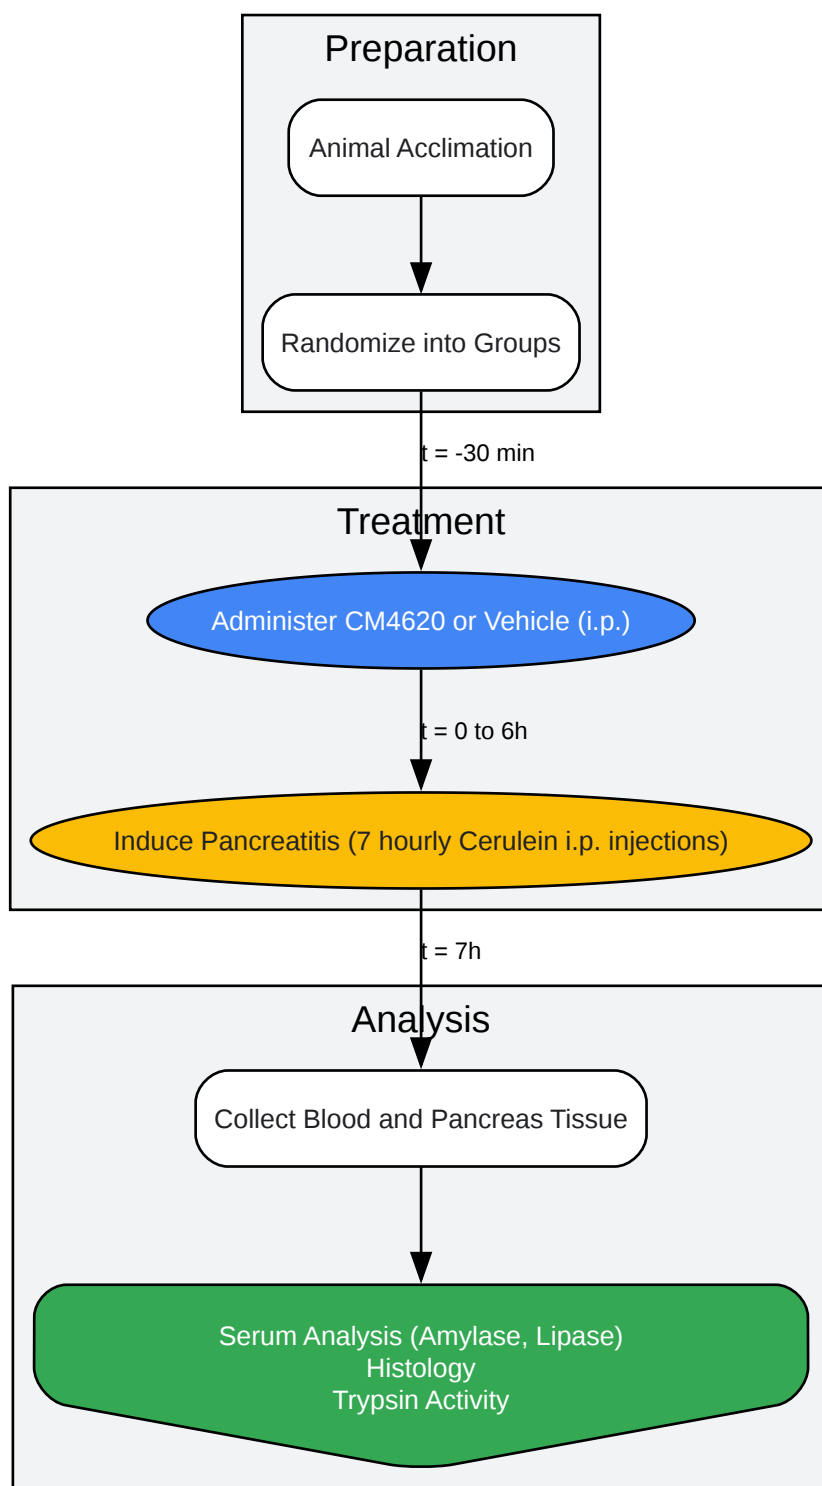 Preparation
Animal Acclimation
Randomize into Groups
t = -30 min
Treatment
Administer CM4620 or Vehicle (i.p.)
t = 0 to 6h
Induce Pancreatitis (7 hourly Cerulein i.p. injections)
t = 7h
Analysis
Collect Blood and Pancreas Tissue
Serum Analysis (Amylase, Lipase)
Histology
Trypsin Activity